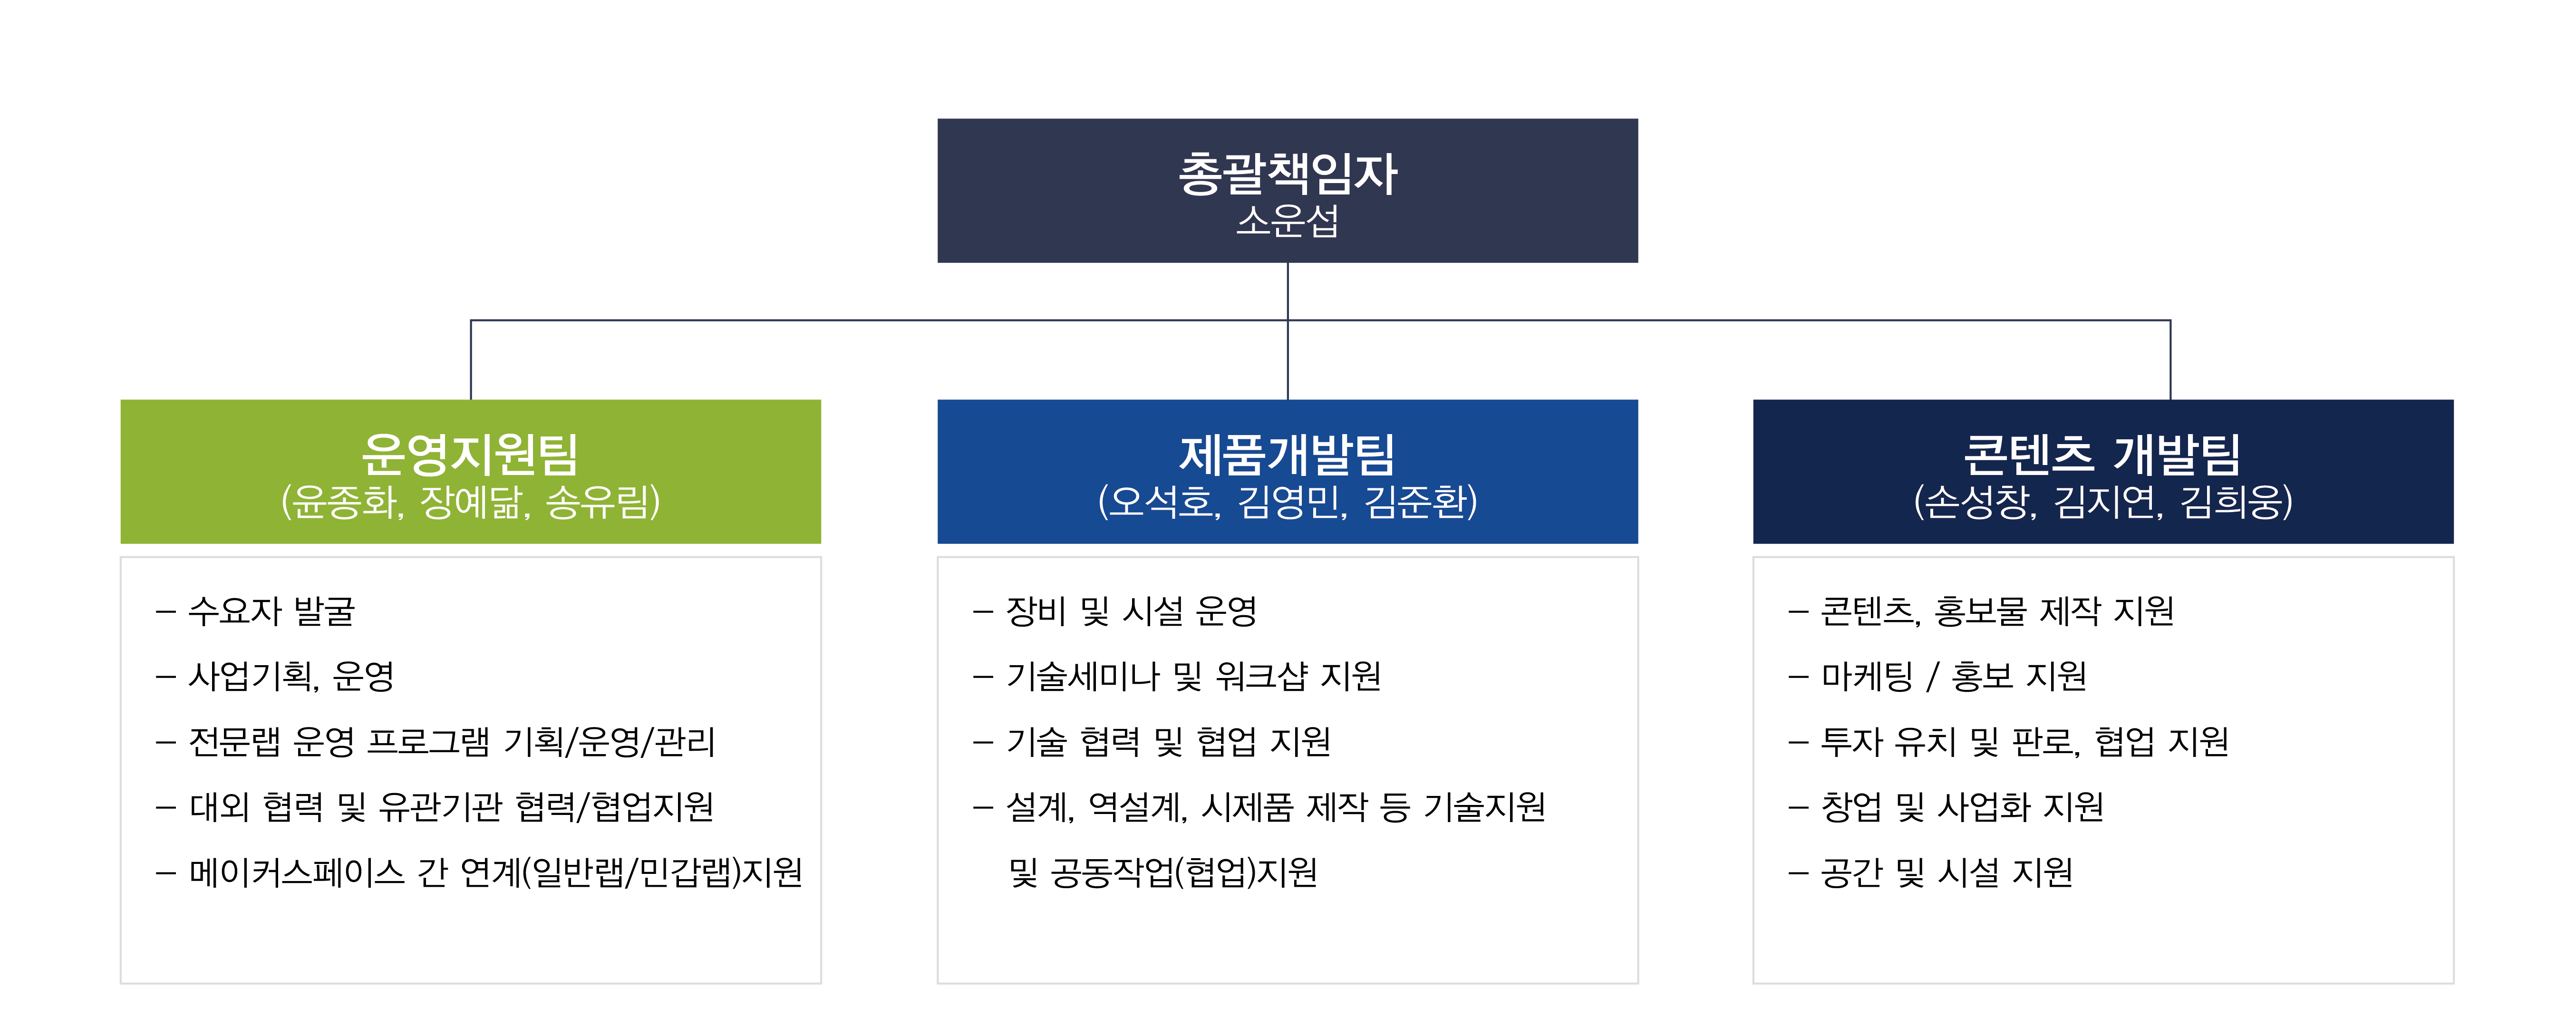 총괄책임자
소운섭
운영지원팀
(윤종화, 장예닮, 송유림)
– 수요자 발굴
– 사업기획, 운영
– 전문랩 운영 프로그램 기획/운영/관리
– 대외 협력 및 유관기관 협력/협업지원
– 메이커스페이스 간 연계(일반랩/민갑랩)지원
제품개발팀
(오석호, 김영민, 김준환)
– 장비 및 시설 운영
– 기술세미나 및 워크샵 지원
– 기술 협력 및 협업 지원
– 설계, 역설계, 시제품 제작 등 기술지원
및 공동작업(협업)지원
콘텐츠 개발팀
(손성창, 김지연, 김희웅)
– 콘텐츠, 홍보물 제작 지원
– 마케팅 / 홍보 지원
– 투자 유치 및 판로, 협업 지원
– 창업 및 사업화 지원
– 공간 및 시설 지원